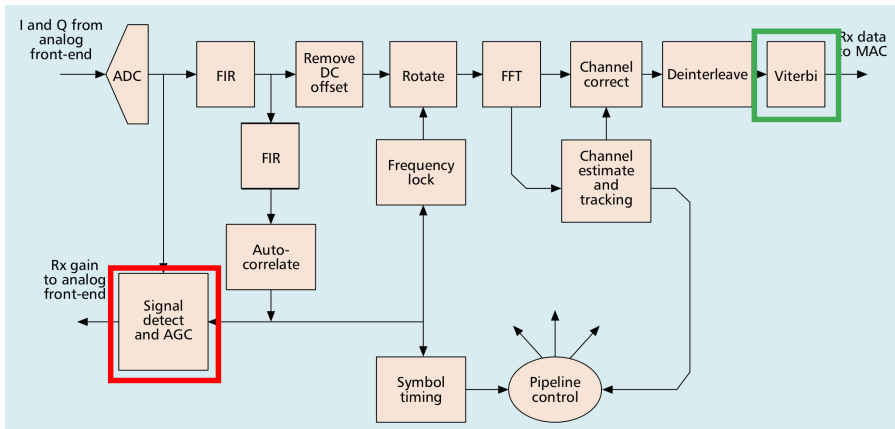 I and Q from
analog
front-end
ADC
FIR
Remove
DC
offset
Rotate
FFT
Channel
correct
Deinterleave
Viterbi
Rx data
to MAC
FIR
Frequency
lock
Channel
estimate
and
tracking
Auto-
correlate
Rx gain
to analog
front-end
Signal
detect
and AGC
Symbol
timing
Pipeline
control